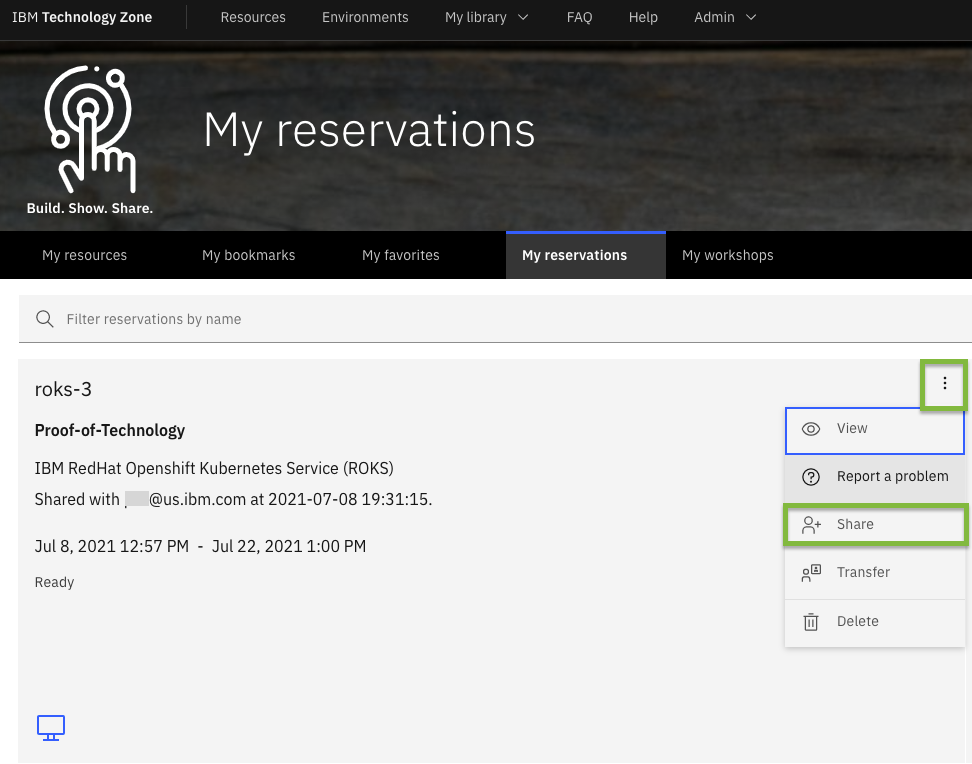 IBM Technology Zone
Resources
Environments
My library
FAQ
Help
Admin
My reservations
Build. Show. Share.
My resources
My bookmarks
My favorites
My reservations
My workshops
Filter reservations by name
roks-3
Proof-of-Technology
IBM RedHat Openshift Kubernetes Service (ROKS)
Shared with @us.ibm.com at 2021-07-08 19:31:15.
Jul 8, 2021 12:57 PM - Jul 22, 2021 1:00 PM
Ready
View
Report a problem
Share
Transfer
Delete